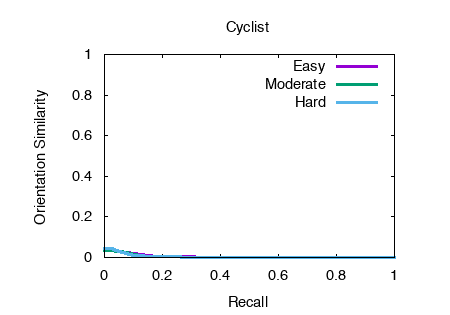 Cyclist
Orientation Similarity
1
0.8
0.6
0.4
0.2
0
Easy
Moderate
Hard
0 0.2 0.4 0.6 0.8 1
Recall